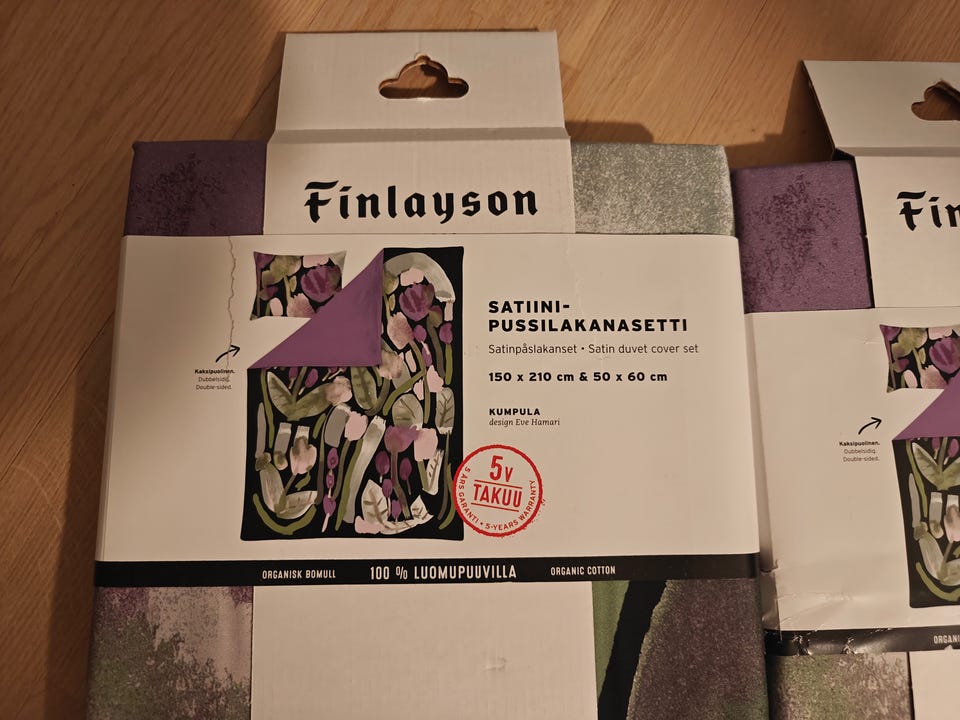 Finlayson
SATIINI-
PUSSILAKANASETTI
Satinpåslakanset • Satin duvet cover set
150 x 210 cm & 50 x 60 cm
KUMPULA
design Eve Hamari
Kaksipuolinen.
Dubbelsidig.
Double-sided.
5v
TAKUU
5 ÅRS GARANTI • 5-YEARS WARRANTY
ORGANISK BOMULL 100 % LUOMUPUUVILLA ORGANIC COTTON
Fin
Kaksipuolinen.
Dubbelsidig.
Double-sided.
ORGANI